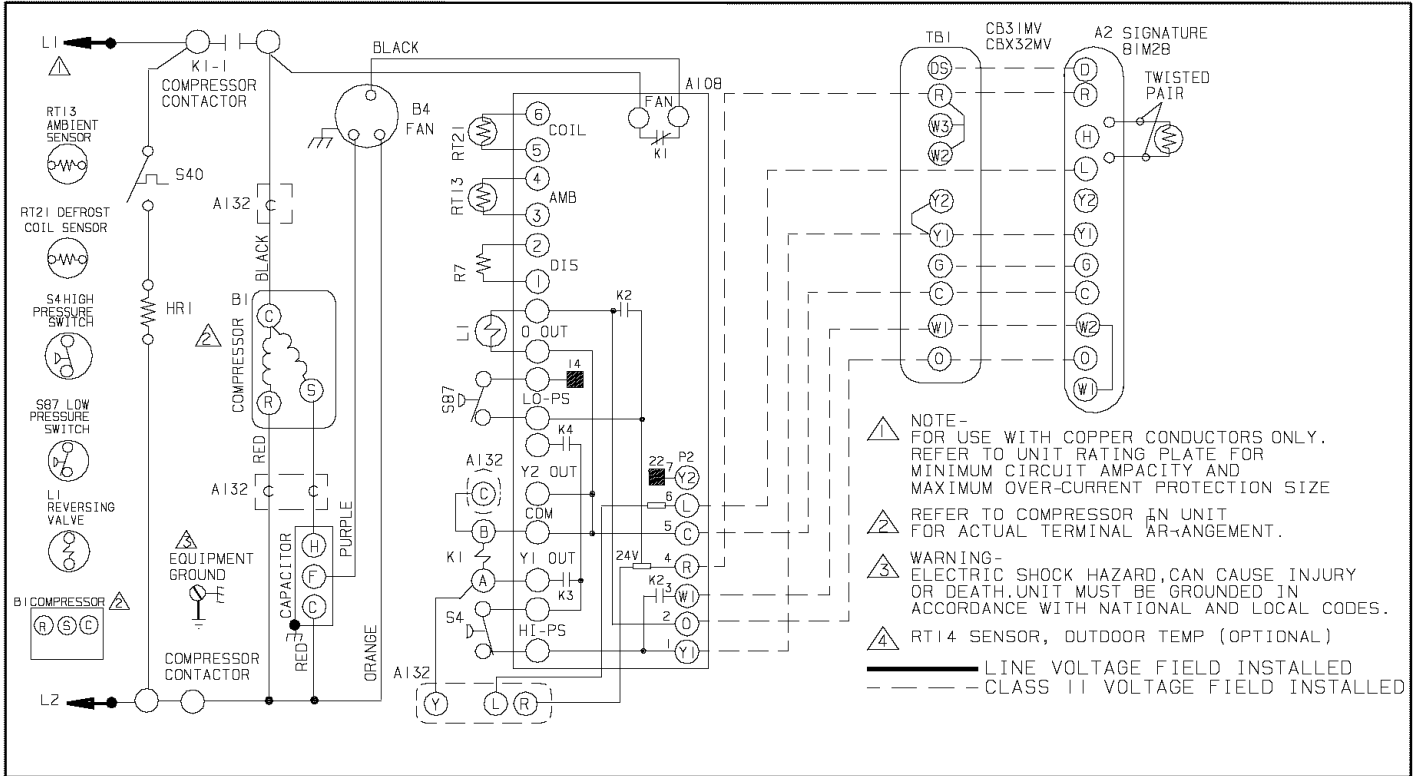 L1
K1-1
COMPRESSOR
CONTACTOR
BLACK
1
RT13
AMBIENT
SENSOR
RT21 DEFROST
COIL SENSOR
S4 HIGH
PRESSURE
SWITCH
S87 LOW
PRESSURE
SWITCH
L1
REVERSING
VALVE
B1 COMPRESSOR 2
R S C
L2
S40
HR1
A132
C
BLACK
B1
2
COMPRESSOR
C
R
S
RED
A132
C C
3
EQUIPMENT
GROUND
CAPACITOR
H
F
C
PURPLE
RED
ORANGE
COMPRESSOR
CONTACTOR
B4
FAN
A108
FAN
K1
RT21
6
COIL
5
RT13
4
AMB
3
R7
2
DIS
1
K2
L1
O OUT
14
S87
LO-PS
K4
A132
C
Y2 OUT
COM
B
K1
Y1 OUT
A
K3
S4
HI-PS
A132
Y L R
P2
22
7 Y2
6 L
5 C
24V
4 R
K2
3 W1
2 O
1 Y1
TB1
CB31MV
CBX32MV
DS
R
W3
W2
Y2
Y1
G
C
W1
O
A2 SIGNATURE
81M28
TWISTED
PAIR
D
R
H
L
Y2
Y1
G
C
W2
O
W1
1 NOTE-
FOR USE WITH COPPER CONDUCTORS ONLY.
REFER TO UNIT RATING PLATE FOR
MINIMUM CIRCUIT AMPACITY AND
MAXIMUM OVER-CURRENT PROTECTION SIZE
2 REFER TO COMPRESSOR IN UNIT
FOR ACTUAL TERMINAL
3 WARNING-
ELECTRIC SHOCK HAZARD, CAN CAUSE INJURY
OR DEATH. UNIT MUST BE GROUNDED IN
ACCORDANCE WITH NATIONAL AND LOCAL CODES.
4 RT14 SENSOR, OUTDOOR TEMP (OPTIONAL)
LINE VOLTAGE FIELD INSTALLED
CLASS II VOLTAGE FIELD INSTALLED